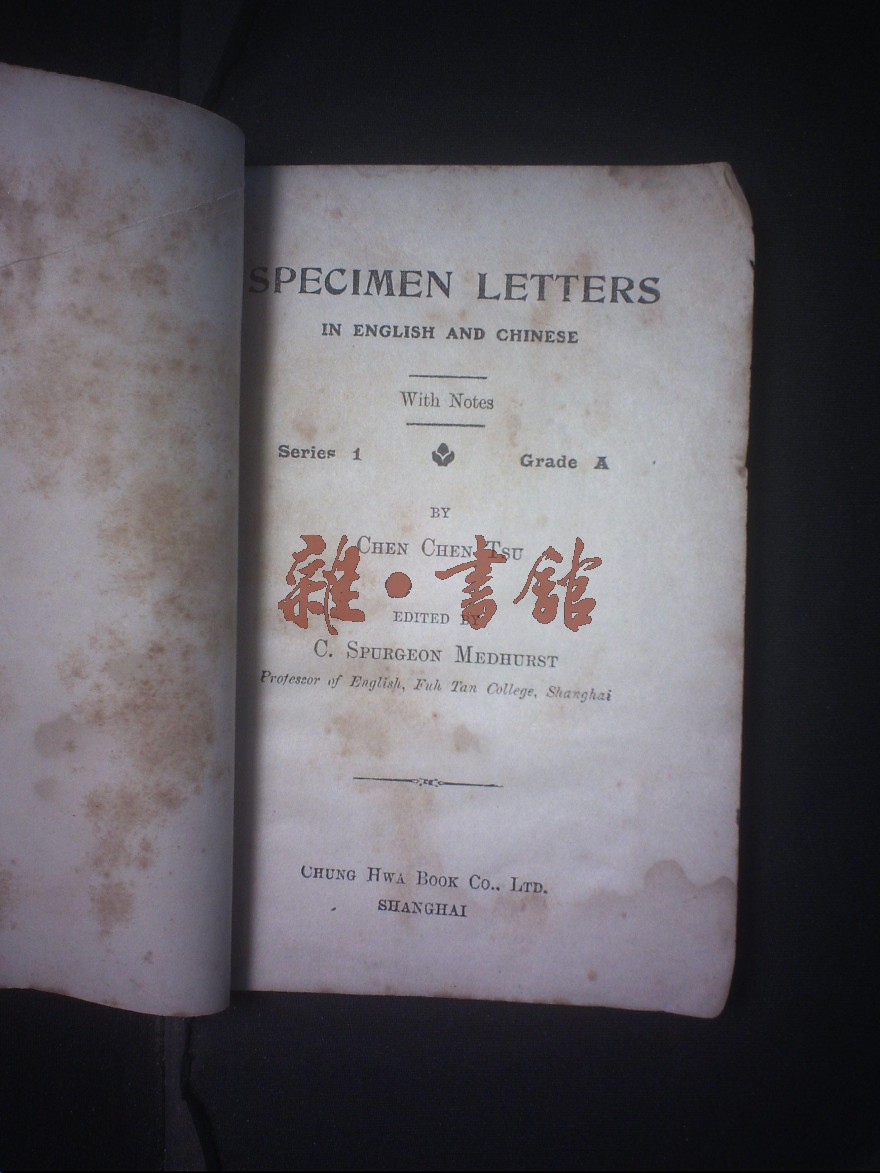 SPECIMEN LETTERS
IN ENGLISH AND CHINESE
With Notes
Series 1 Grade A
BY
CHEN CHEN TSU
雜·書館
EDITED BY
C. SPURGEON MEDHURST
Professor of English, Fuh Tan College, Shanghai
CHUNG HWA BOOK CO., LTD.
SHANGHAI